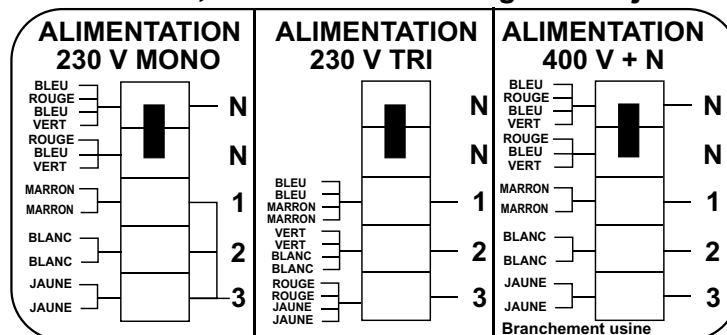 ALIMENTATION
230 V MONO
BLEU
ROUGE
BLEU
VERT
N
ROUGE
BLEU
VERT
N
MARRON
MARRON
1
BLANC
BLANC
2
JAUNE
JAUNE
3
ALIMENTATION
230 V TRI
N
N
BLEU
BLEU
MARRON
MARRON
1
VERT
VERT
BLANC
BLANC
2
ROUGE
ROUGE
JAUNE
JAUNE
3
ALIMENTATION
400 V + N
BLEU
ROUGE
BLEU
VERT
N
ROUGE
BLEU
VERT
N
MARRON
MARRON
1
BLANC
BLANC
2
JAUNE
JAUNE
3
Branchement usine